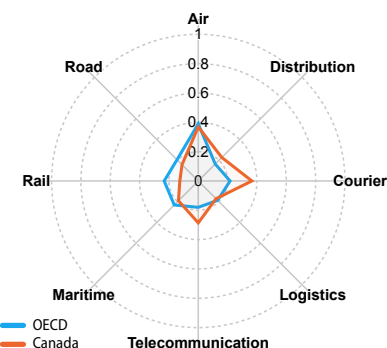 Air
1
0.8
0.6
0.4
0.2
0
Road
Distribution
Rail
Courier
Maritime
Logistics
Telecommunication
OECD
Canada